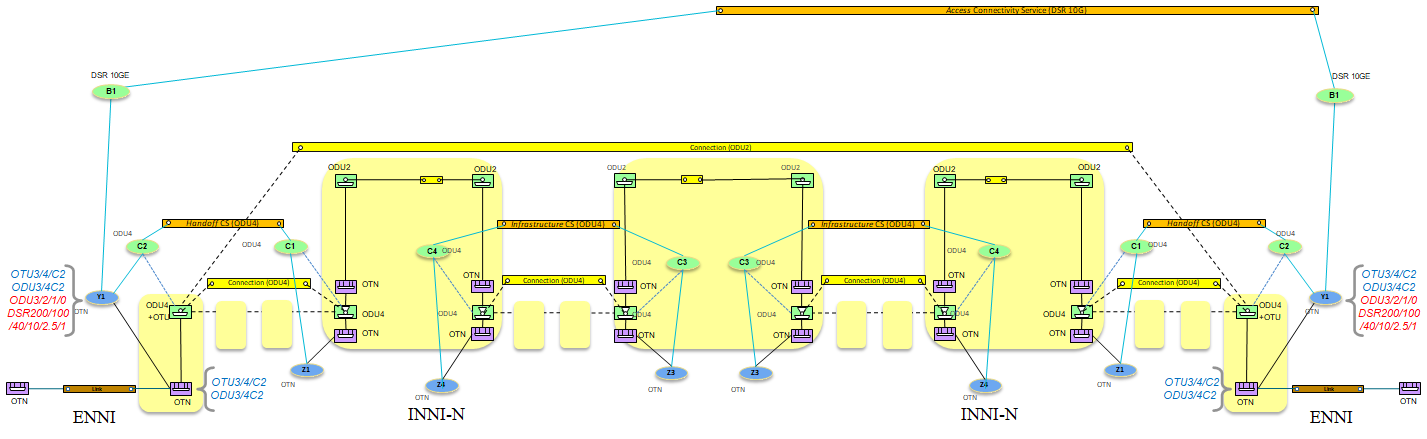 Access Connectivity Service (DSR 10G)
DSR 10GE
B1
DSR 10GE
B1
Connection (ODU2)
ODU2
ODU2
ODU2
ODU2
ODU2
ODU2
Handoff CS (ODU4)
Infrastructure CS (ODU4)
Infrastructure CS (ODU4)
Handoff CS (ODU4)
ODU4
C2
ODU4
C1
C4
ODU4
ODU4
C3
C3
ODU4
ODU4
C4
ODU4
C1
ODU4
ODU4
C2
OTU3/4/C2
ODU3/4C2
ODU3/2/1/0
DSR200/100
/40/10/2.5/1
Y1
OTN
Connection (ODU4)
OTN
OTN
Connection (ODU4)
OTN
OTN
Connection (ODU4)
OTN
OTN
Connection (ODU4)
Y1
OTN
OTU3/4/C2
ODU3/4C2
ODU3/2/1/0
DSR200/100
/40/10/2.5/1
ODU4
+OTU
ODU4
ODU4
ODU4
ODU4
ODU4
ODU4
ODU4
+OTU
OTN
OTN
OTN
OTN
OTN
OTN
Z1
OTN
Z4
OTN
Z3
OTN
Z3
OTN
Z4
OTN
Z1
OTN
OTN
Link
OTN
OTU3/4/C2
ODU3/4C2
OTU3/4/C2
ODU3/4C2
OTN
Link
OTN
ENNI
INNI-N
INNI-N
ENNI